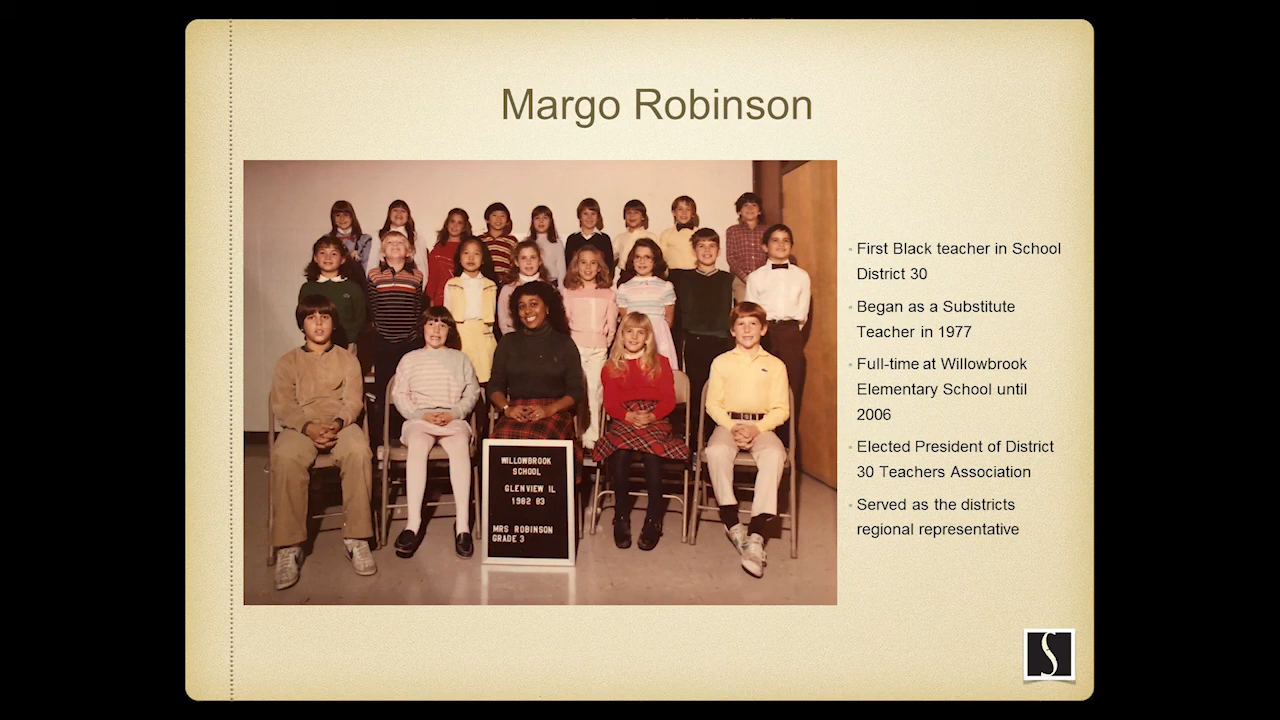 Margo Robinson
WILLOWBROOK
SCHOOL
GLENVIEW IL
1982 83
MRS ROBINSON
GRADE 3
First Black teacher in School
District 30
Began as a Substitute
Teacher in 1977
Full-time at Willowbrook
Elementary School until
2006
Elected President of District
30 Teachers Association
Served as the districts
regional representative
S